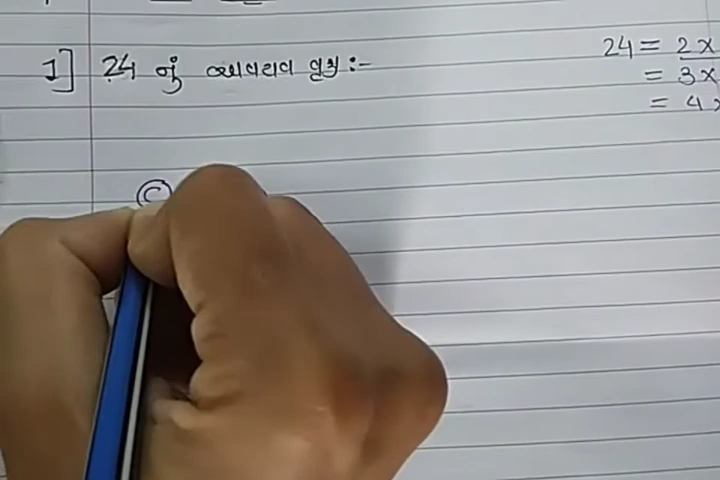 1] 24 નું અવયવ વૃક્ષ :-
24 = 2 x
= 3 x
= 4 x